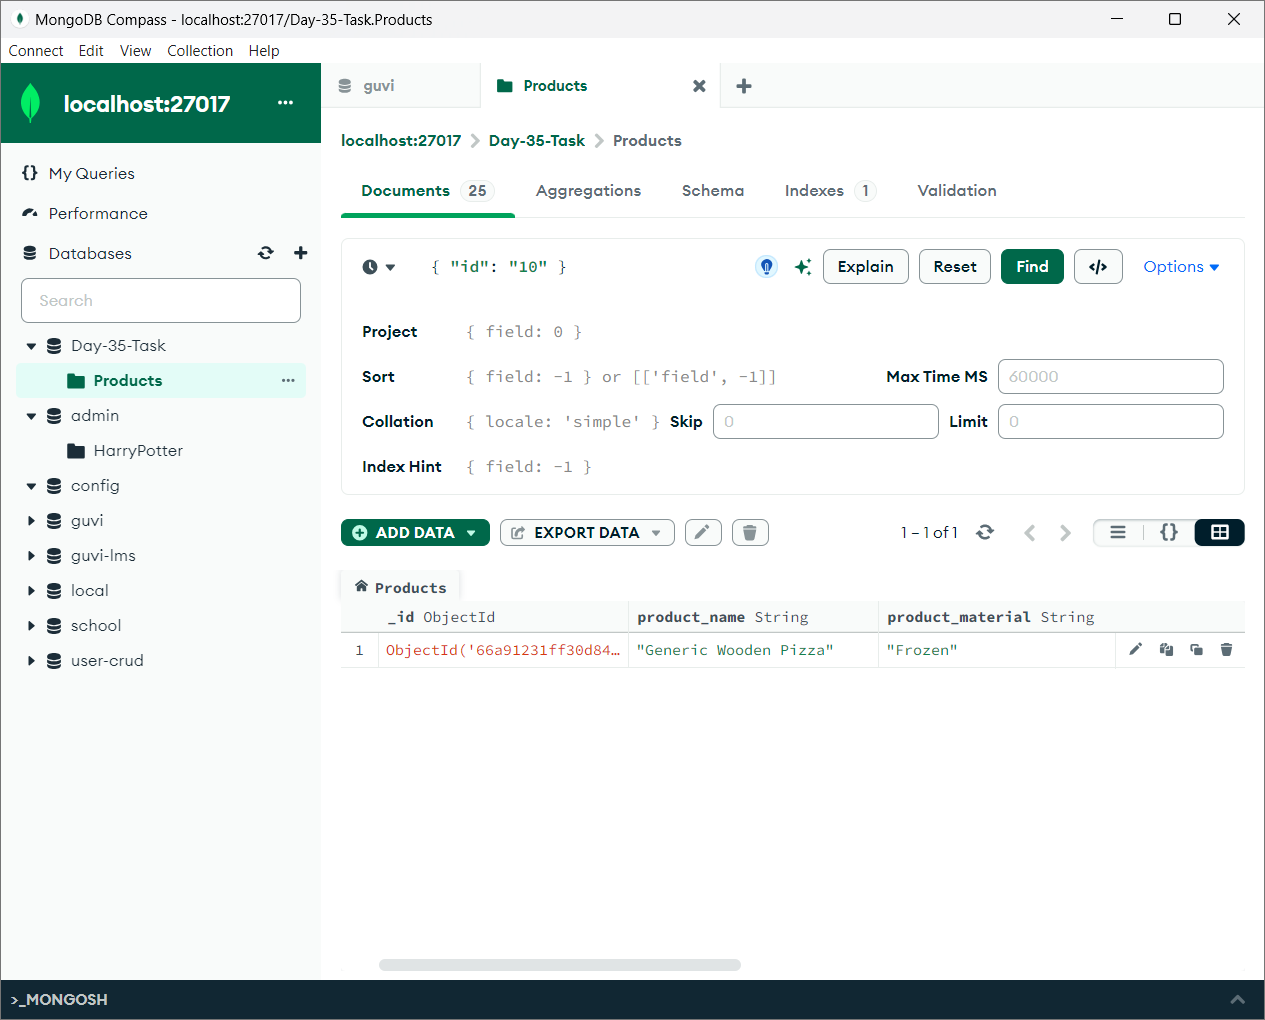 MongoDB Compass - localhost:27017/Day-35-Task.Products
Connect Edit View Collection Help
localhost:27017 ...
My Queries
Performance
Databases
Search
Day-35-Task
Products ...
admin
HarryPotter
config
guvi
guvi-lms
local
school
user-crud
guvi Products
localhost:27017 > Day-35-Task > Products
Documents 25 Aggregations Schema Indexes 1 Validation
{ "id": "10" } Explain Reset Find </> Options
Project { field: 0 }
Sort { field: -1 } or [['field', -1]] Max Time MS 60000
Collation { locale: 'simple' } Skip 0 Limit 0
Index Hint { field: -1 }
ADD DATA EXPORT DATA 1 – 1 of 1 {}
Products
_id ObjectId product_name String product_material String
1 ObjectId('66a91231ff30d84… "Generic Wooden Pizza" "Frozen"
>_MONGOSH